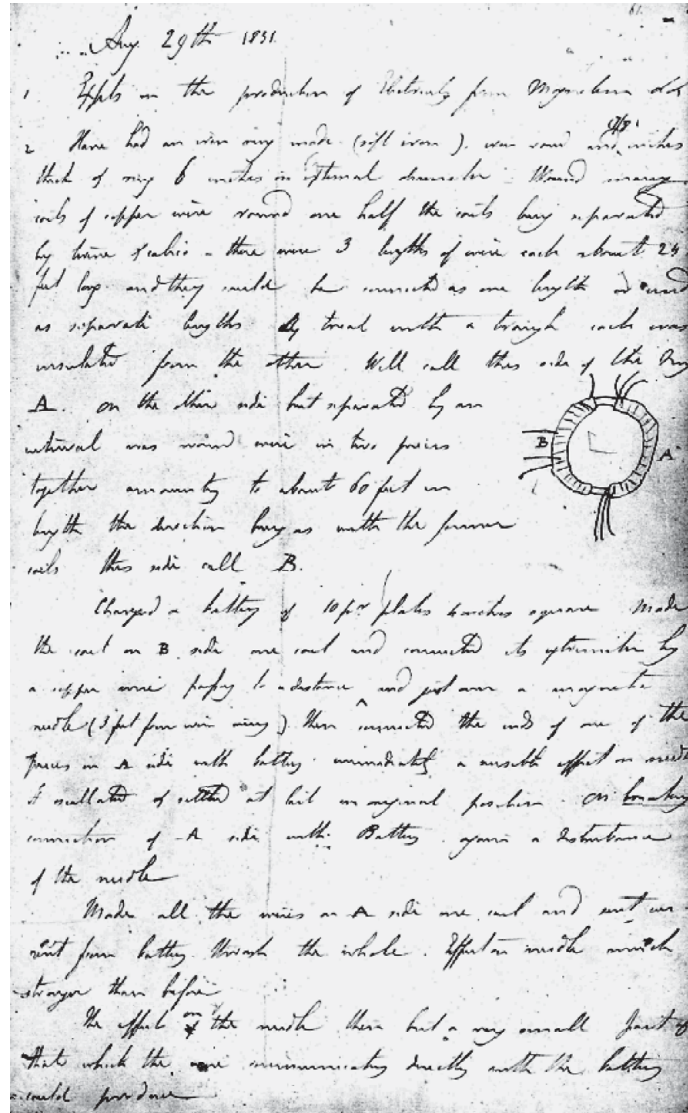 Aug 29th 1831.
1 Expts on the production of Electricity from Magnetism etc
2 Have had an iron ring made (soft iron), iron round and 7/8 inches
thick of ring 6 inches in external diameter. Wound many
coils of copper wire round one half the coils being separated
by twine & calico - there were 3 lengths of wire each about 24
feet long and they could be connected as one length or used
as separate lengths. By trial with a trough each was
insulated from the other. Will call this side of the ring
A. on the other side but separated by an
interval was wound wire in two pieces
together amounting to about 60 feet in
length the direction being as with the former
coils this side call B.
Charged a battery of 10 pr plates 4 inches square. Made
the coil on B side one coil and connected its extremities by
a copper wire passing to a distance and just over a magnetic
needle (3 feet from iron ring). then connected the ends of one of the
pieces on A side with battery. immediately a sensible effect on needle
It oscillated & settled at last in original position. On breaking
connection of A side with Battery again a disturbance
of the needle
Made all the wires on A side one coil and sent cur
rent from battery through the whole. Effect on needle much
stronger than before
The effect on the needle then but a very small part of
that which the wire communicating directly with the battery
could produce
B
A